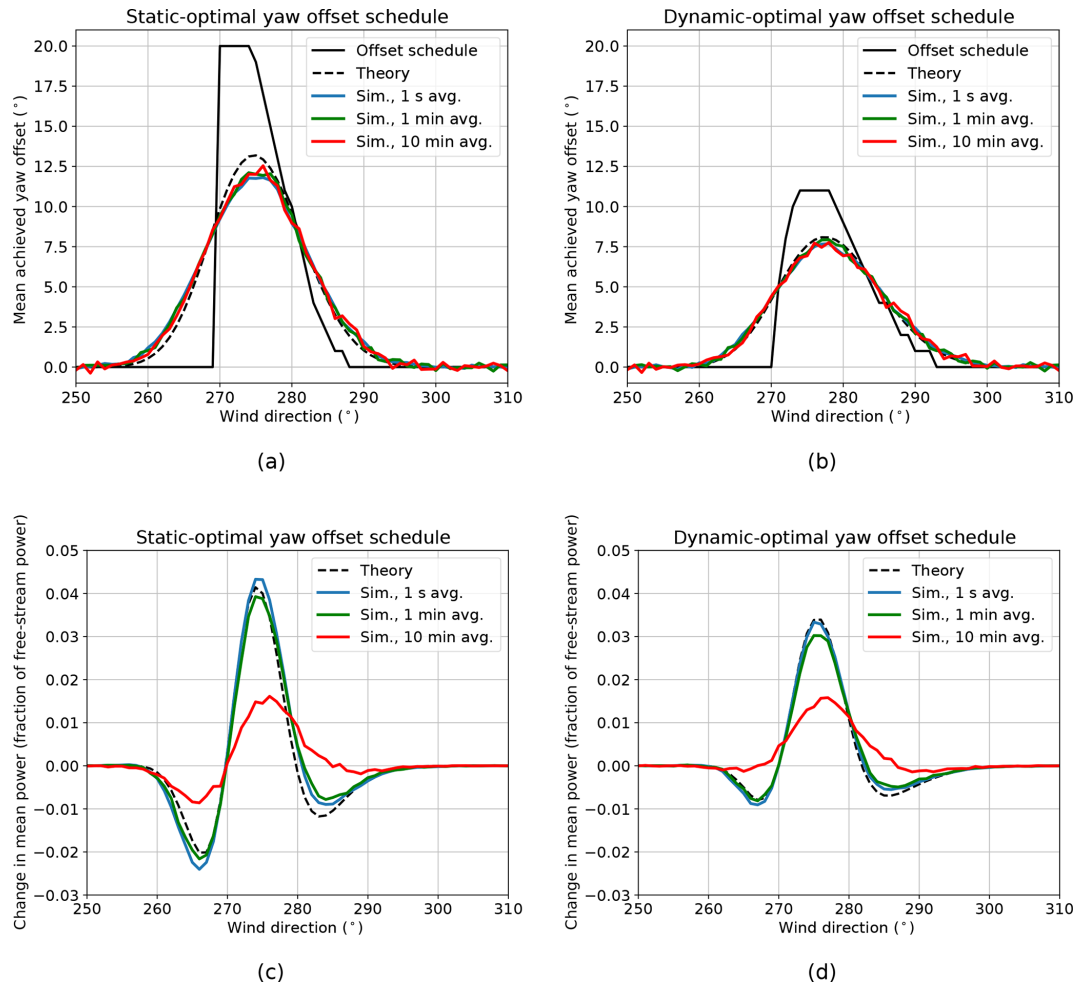 Static-optimal yaw offset schedule
Mean achieved yaw offset (°)
20.0
17.5
15.0
12.5
10.0
7.5
5.0
2.5
0.0
Offset schedule
Theory
Sim., 1 s avg.
Sim., 1 min avg.
Sim., 10 min avg.
250 260 270 280 290 300 310
Wind direction (°)
(a)
Dynamic-optimal yaw offset schedule
Mean achieved yaw offset (°)
20.0
17.5
15.0
12.5
10.0
7.5
5.0
2.5
0.0
Offset schedule
Theory
Sim., 1 s avg.
Sim., 1 min avg.
Sim., 10 min avg.
250 260 270 280 290 300 310
Wind direction (°)
(b)
Static-optimal yaw offset schedule
Change in mean power (fraction of free-stream power)
0.05
0.04
0.03
0.02
0.01
0.00
−0.01
−0.02
−0.03
Theory
Sim., 1 s avg.
Sim., 1 min avg.
Sim., 10 min avg.
250 260 270 280 290 300 310
Wind direction (°)
(c)
Dynamic-optimal yaw offset schedule
Change in mean power (fraction of free-stream power)
0.05
0.04
0.03
0.02
0.01
0.00
−0.01
−0.02
−0.03
Theory
Sim., 1 s avg.
Sim., 1 min avg.
Sim., 10 min avg.
250 260 270 280 290 300 310
Wind direction (°)
(d)